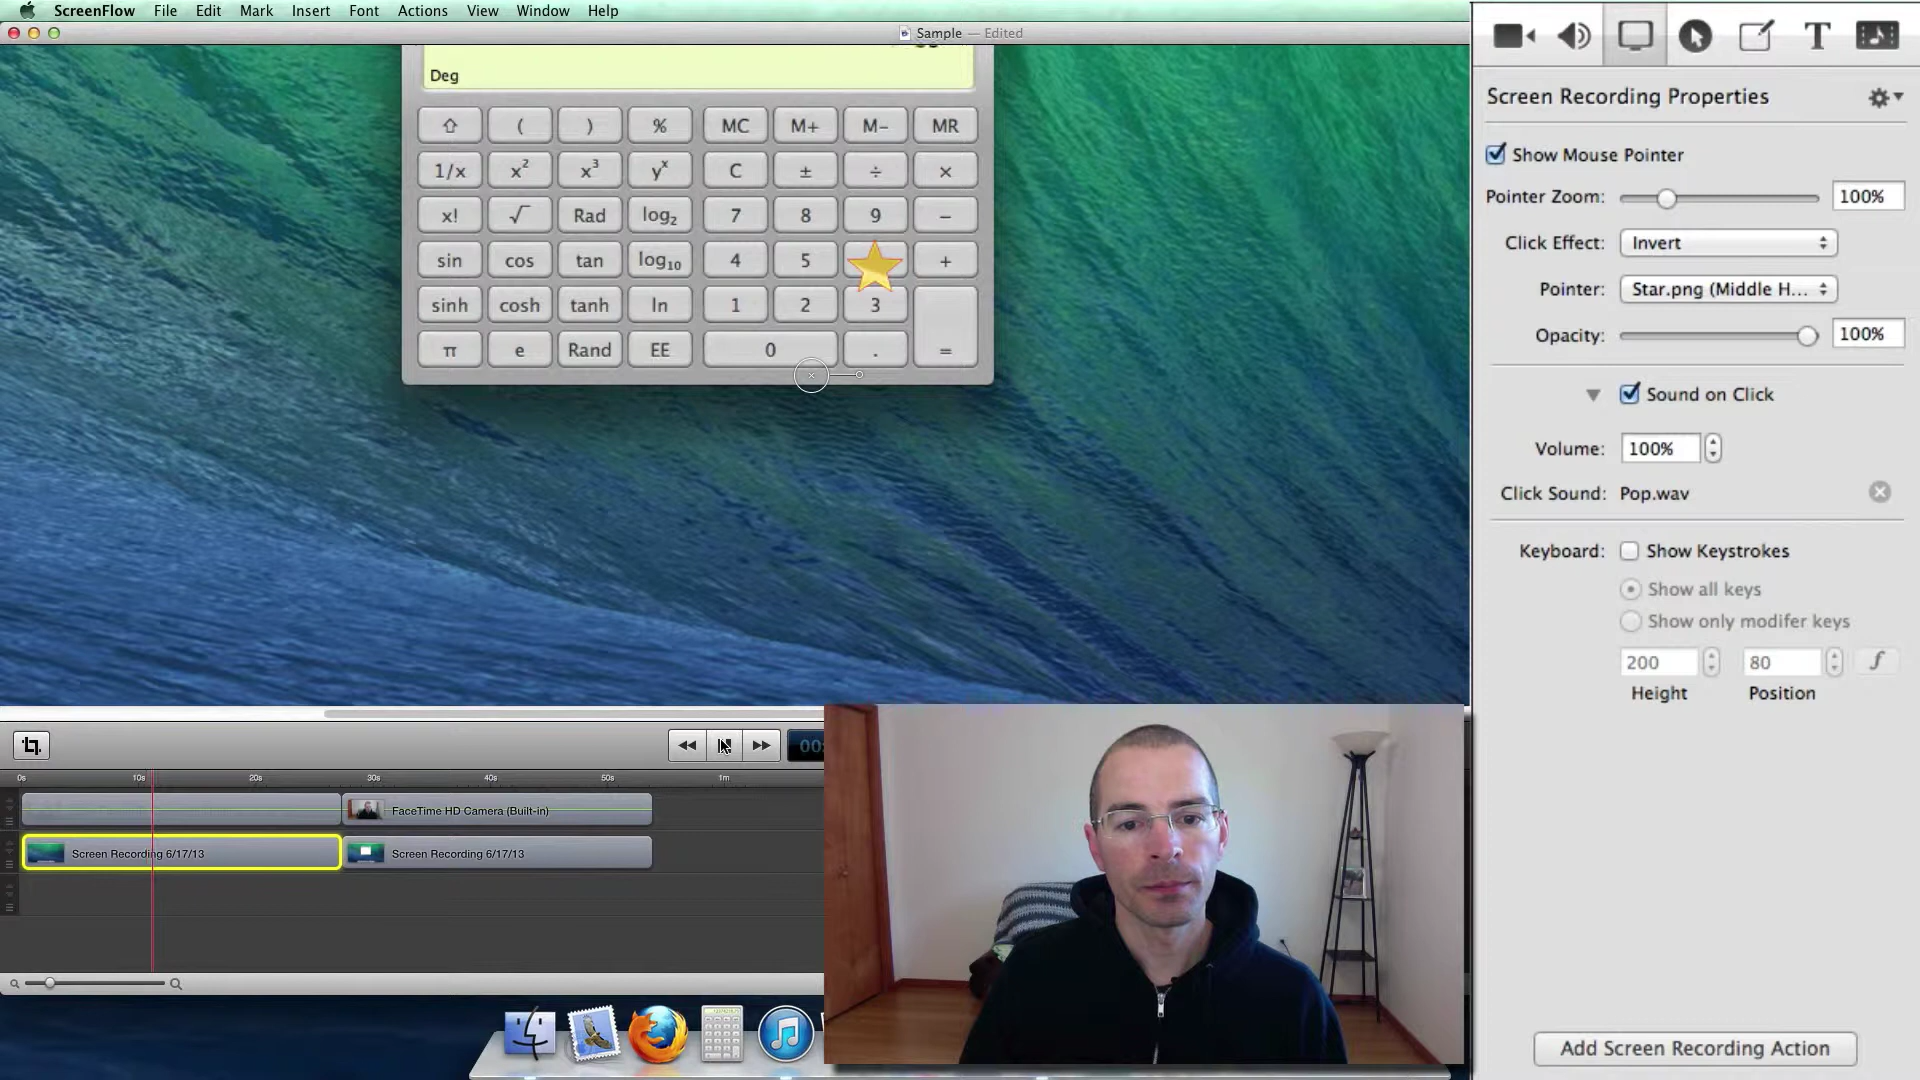 ScreenFlow File Edit Mark Insert Font Actions View Window Help
Sample — Edited
Deg
( ) % MC M+ M- MR
1/x x² x³ yˣ C ± ÷ ×
x! √ Rad log₂ 7 8 9 −
sin cos tan log₁₀ 4 5 +
sinh cosh tanh ln 1 2 3
π e Rand EE 0 . =
0s 10s 20s 30s 40s 50s 1m
00:
FaceTime HD Camera (Built-in)
Screen Recording 6/17/13 Screen Recording 6/17/13
T
Screen Recording Properties
Show Mouse Pointer
Pointer Zoom: 100%
Click Effect: Invert
Pointer: Star.png (Middle H...
Opacity: 100%
Sound on Click
Volume: 100%
Click Sound: Pop.wav
Keyboard: Show Keystrokes
Show all keys
Show only modifer keys
200 80 f
Height Position
Add Screen Recording Action